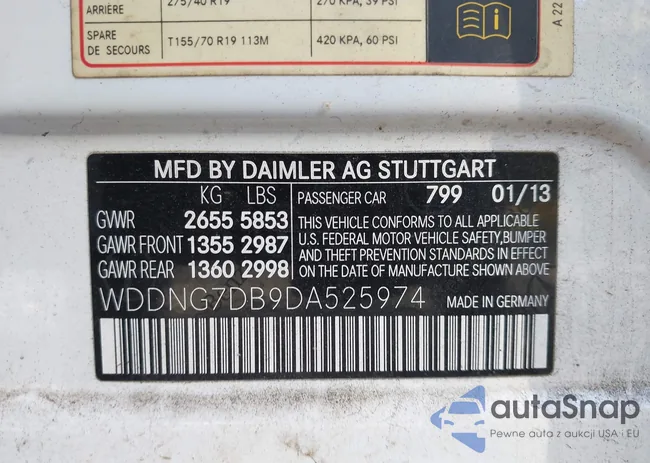 ARRIÈRE 275/40 R19 270 KPA, 39 PSI
SPARE
DE SECOURS T155/70 R19 113M 420 KPA, 60 PSI
A 22
MFD BY DAIMLER AG STUTTGART
KG LBS PASSENGER CAR 799 01/13
GWR 2655 5853
GAWR FRONT 1355 2987
GAWR REAR 1360 2998
THIS VEHICLE CONFORMS TO ALL APPLICABLE
U.S. FEDERAL MOTOR VEHICLE SAFETY, BUMPER
AND THEFT PREVENTION STANDARDS IN EFFECT
ON THE DATE OF MANUFACTURE SHOWN ABOVE
WDDNG7DB9DA525974 MADE IN GERMANY
autaSnap
Pewne auta z aukcji USA i EU